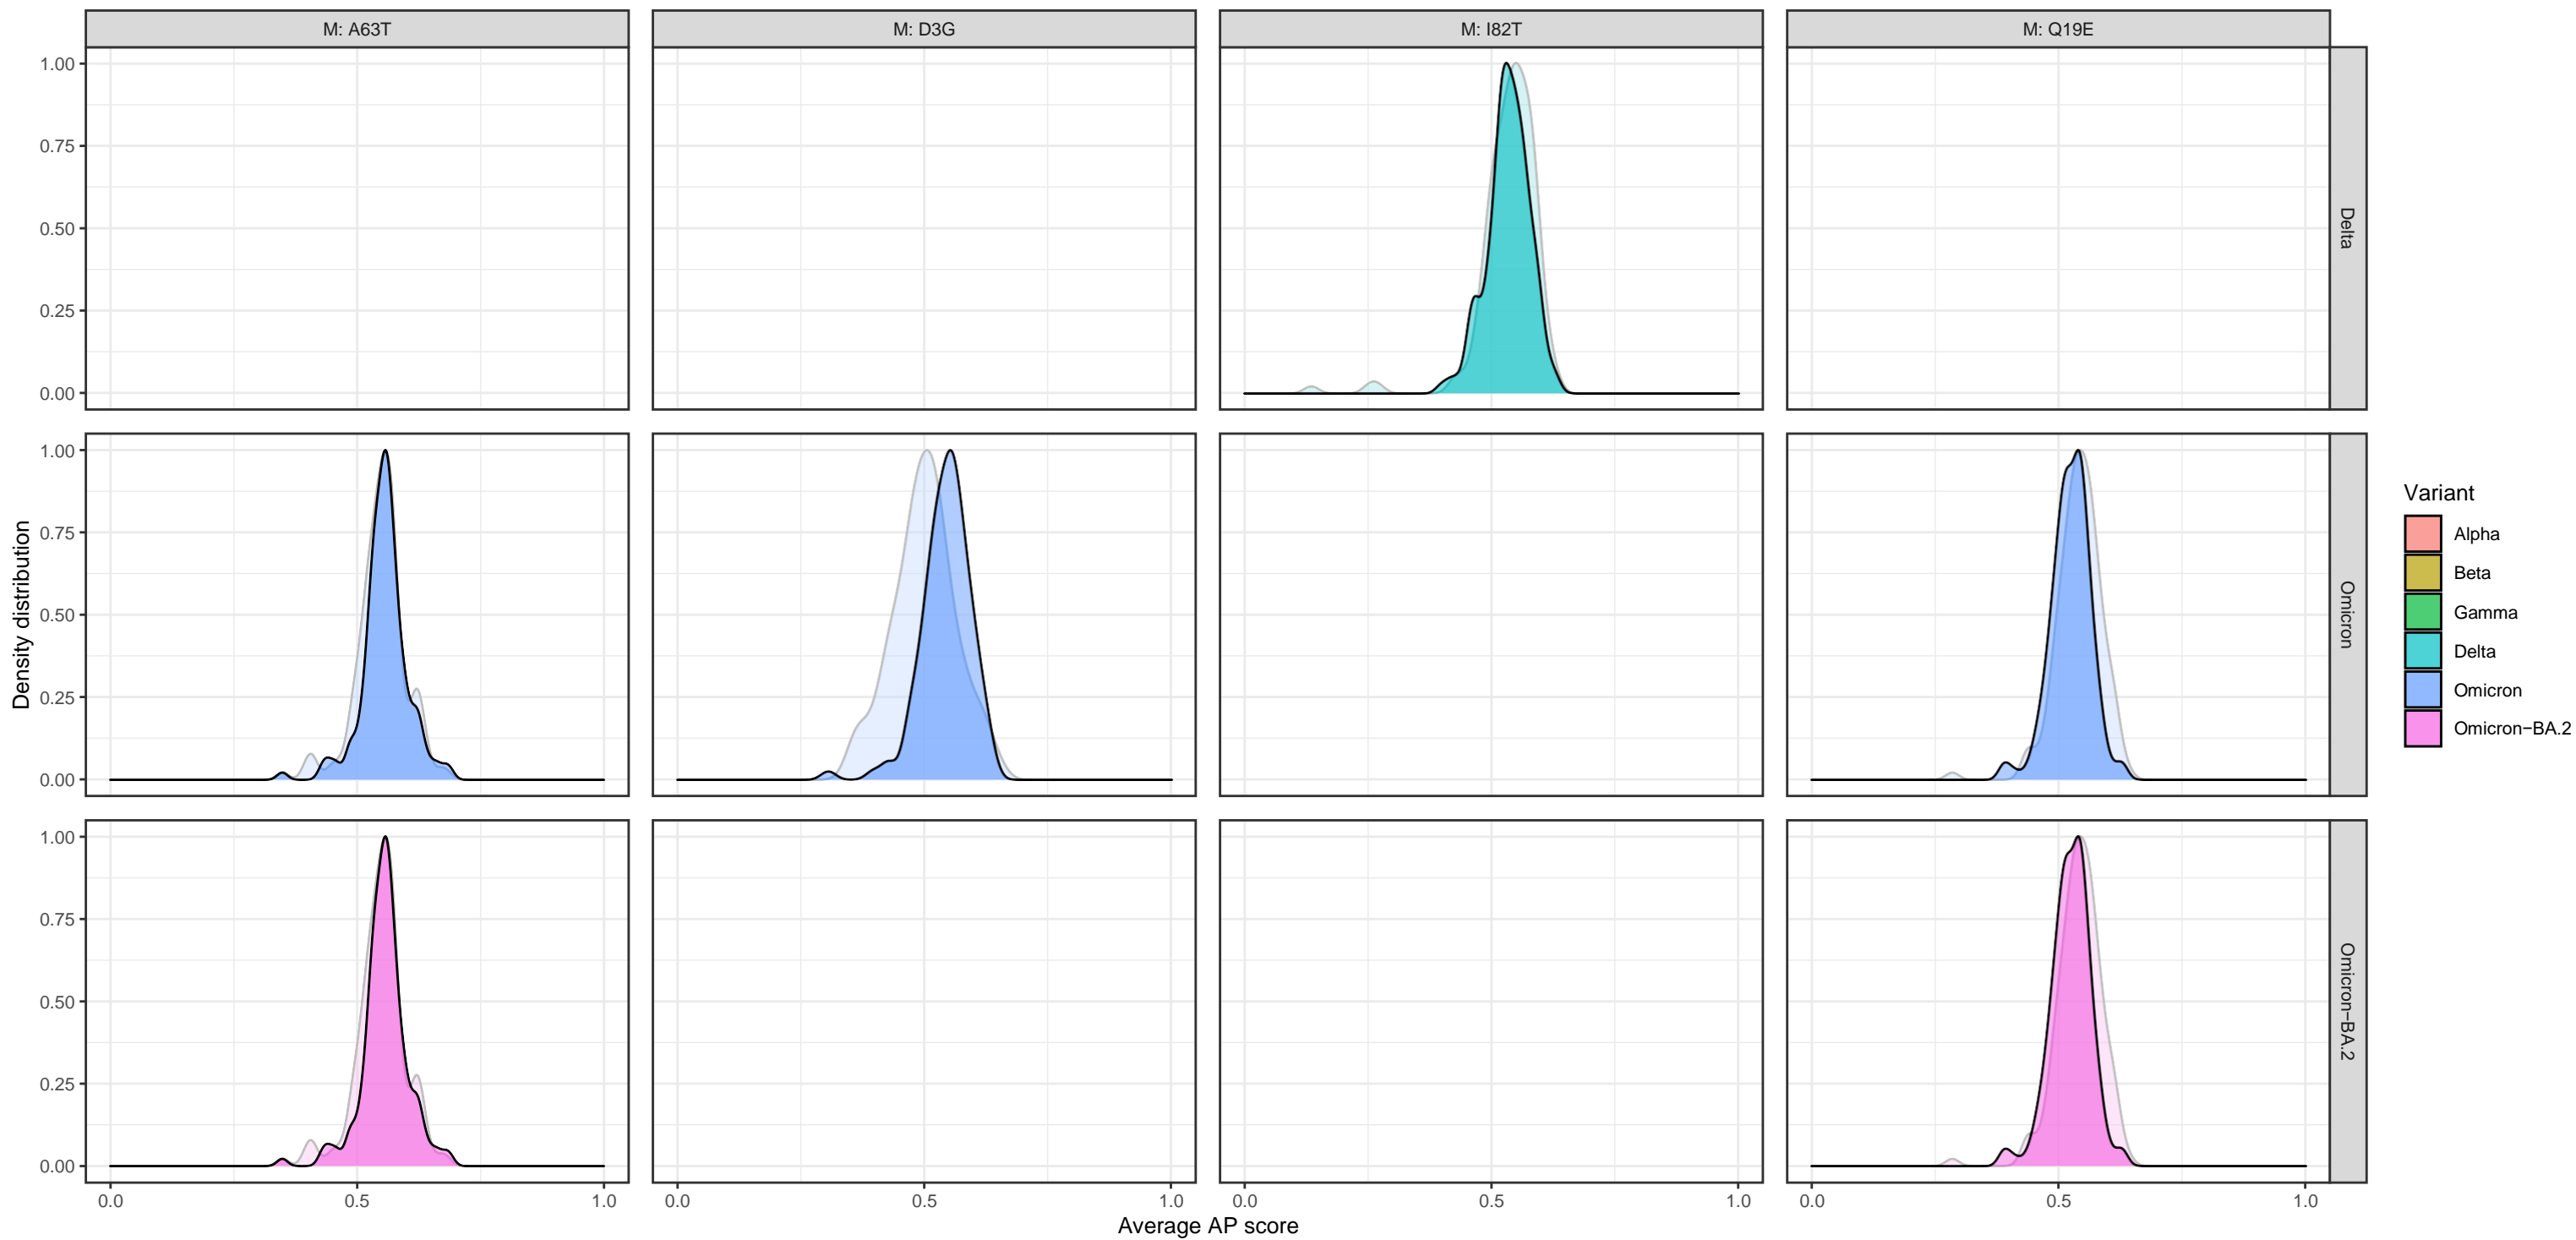 M: A63T
M: D3G
M: I82T
M: Q19E
1.00
0.75
0.50
0.25
0.00
Delta
1.00
0.75
0.50
0.25
0.00
Omicron
1.00
0.75
0.50
0.25
0.00
Omicron−BA.2
0.0 0.5 1.0
0.0 0.5 1.0
0.0 0.5 1.0
0.0 0.5 1.0
Average AP score
Density distribution
Variant
Alpha
Beta
Gamma
Delta
Omicron
Omicron−BA.2